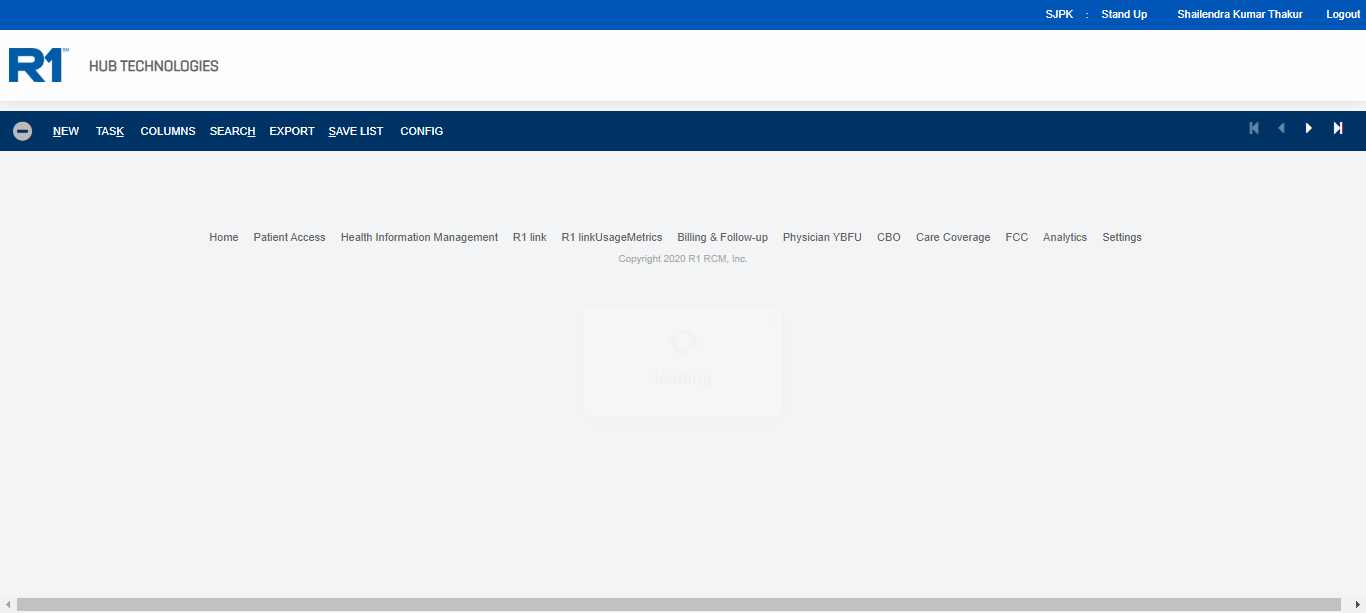 SJPK : Stand Up Shailendra Kumar Thakur Logout
R1 SM HUB TECHNOLOGIES
NEW TASK COLUMNS SEARCH EXPORT SAVE LIST CONFIG
Home Patient Access Health Information Management R1 link R1 linkUsageMetrics Billing & Follow-up Physician YBFU CBO Care Coverage FCC Analytics Settings
Copyright 2020 R1 RCM, Inc.
loading